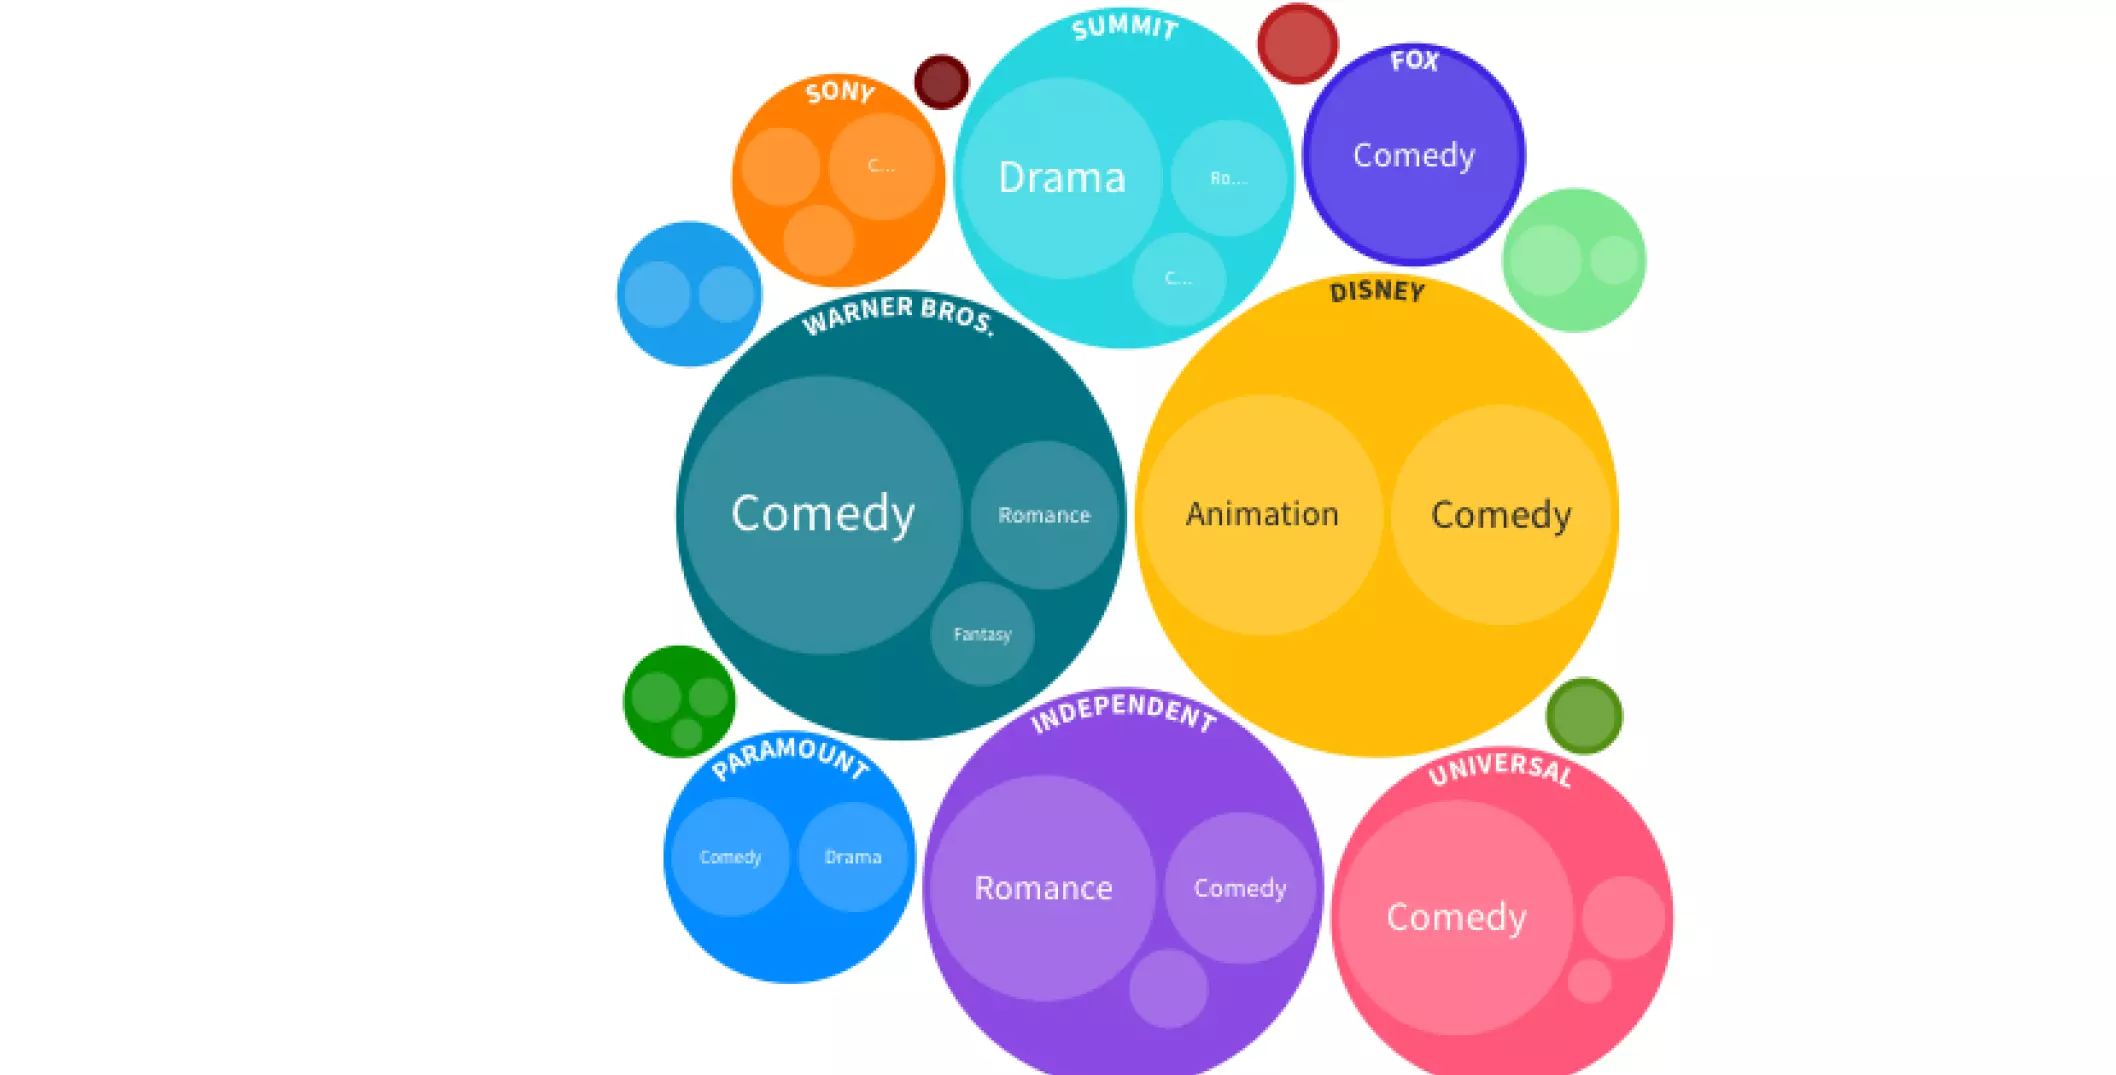 SUMMIT
Drama
Ro...
C...
FOX
Comedy
SONY
C...
WARNER BROS.
Comedy
Romance
Fantasy
DISNEY
Animation
Comedy
PARAMOUNT
Comedy
Drama
INDEPENDENT
Romance
Comedy
UNIVERSAL
Comedy